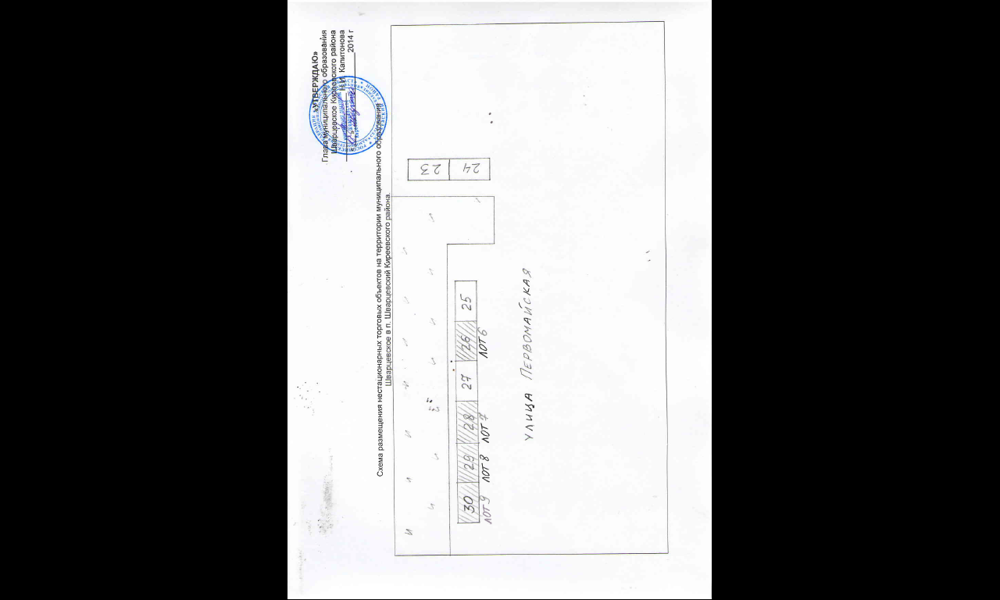 «УТВЕРЖДАЮ»
Глава муниципального образования
Шварцевское Киреевского района
Н.И. Капитонова
2014 г
Схема размещения нестационарных торговых объектов на территории муниципального образования
Шварцевское в п. Шварцевский Киреевского района.
23
24
30 29 28 27 26 25
ЛОТ 9 ЛОТ 8 ЛОТ 7 ЛОТ 6
УЛИЦА ПЕРВОМАЙСКАЯ